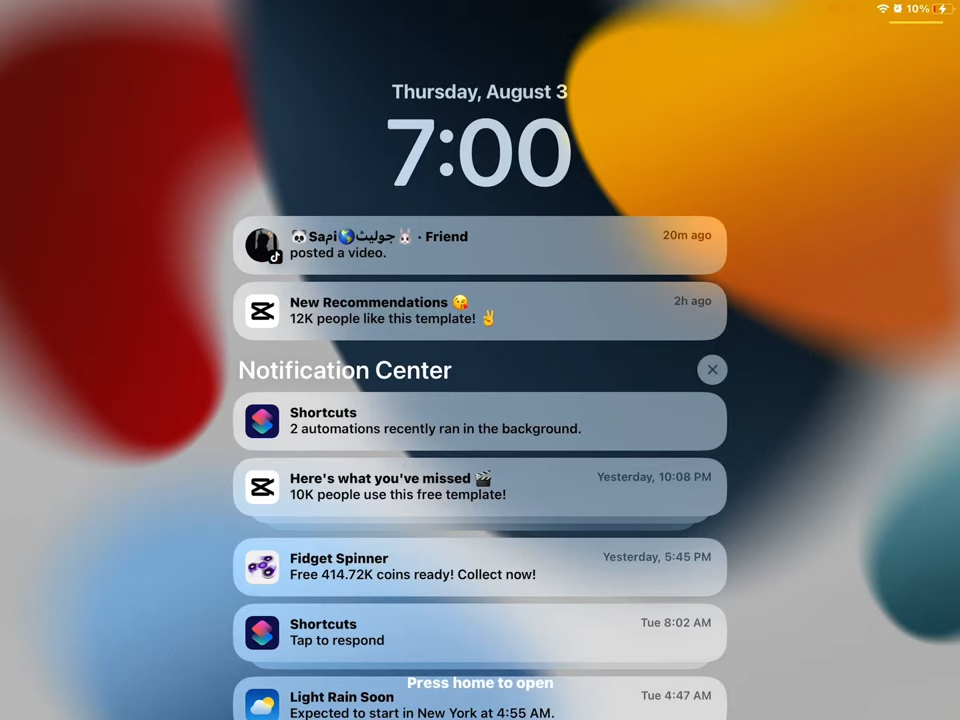 10%
Thursday, August 3
7:00
🐼Saمi🌎جوليٺ🐰 · Friend
20m ago
posted a video.
New Recommendations 😘
2h ago
12K people like this template! ✌️
Notification Center
Shortcuts
2 automations recently ran in the background.
Here's what you've missed 🎬
Yesterday, 10:08 PM
10K people use this free template!
Fidget Spinner
Yesterday, 5:45 PM
Free 414.72K coins ready! Collect now!
Shortcuts
Tue 8:02 AM
Tap to respond
Press home to open
Light Rain Soon
Tue 4:47 AM
Expected to start in New York at 4:55 AM.